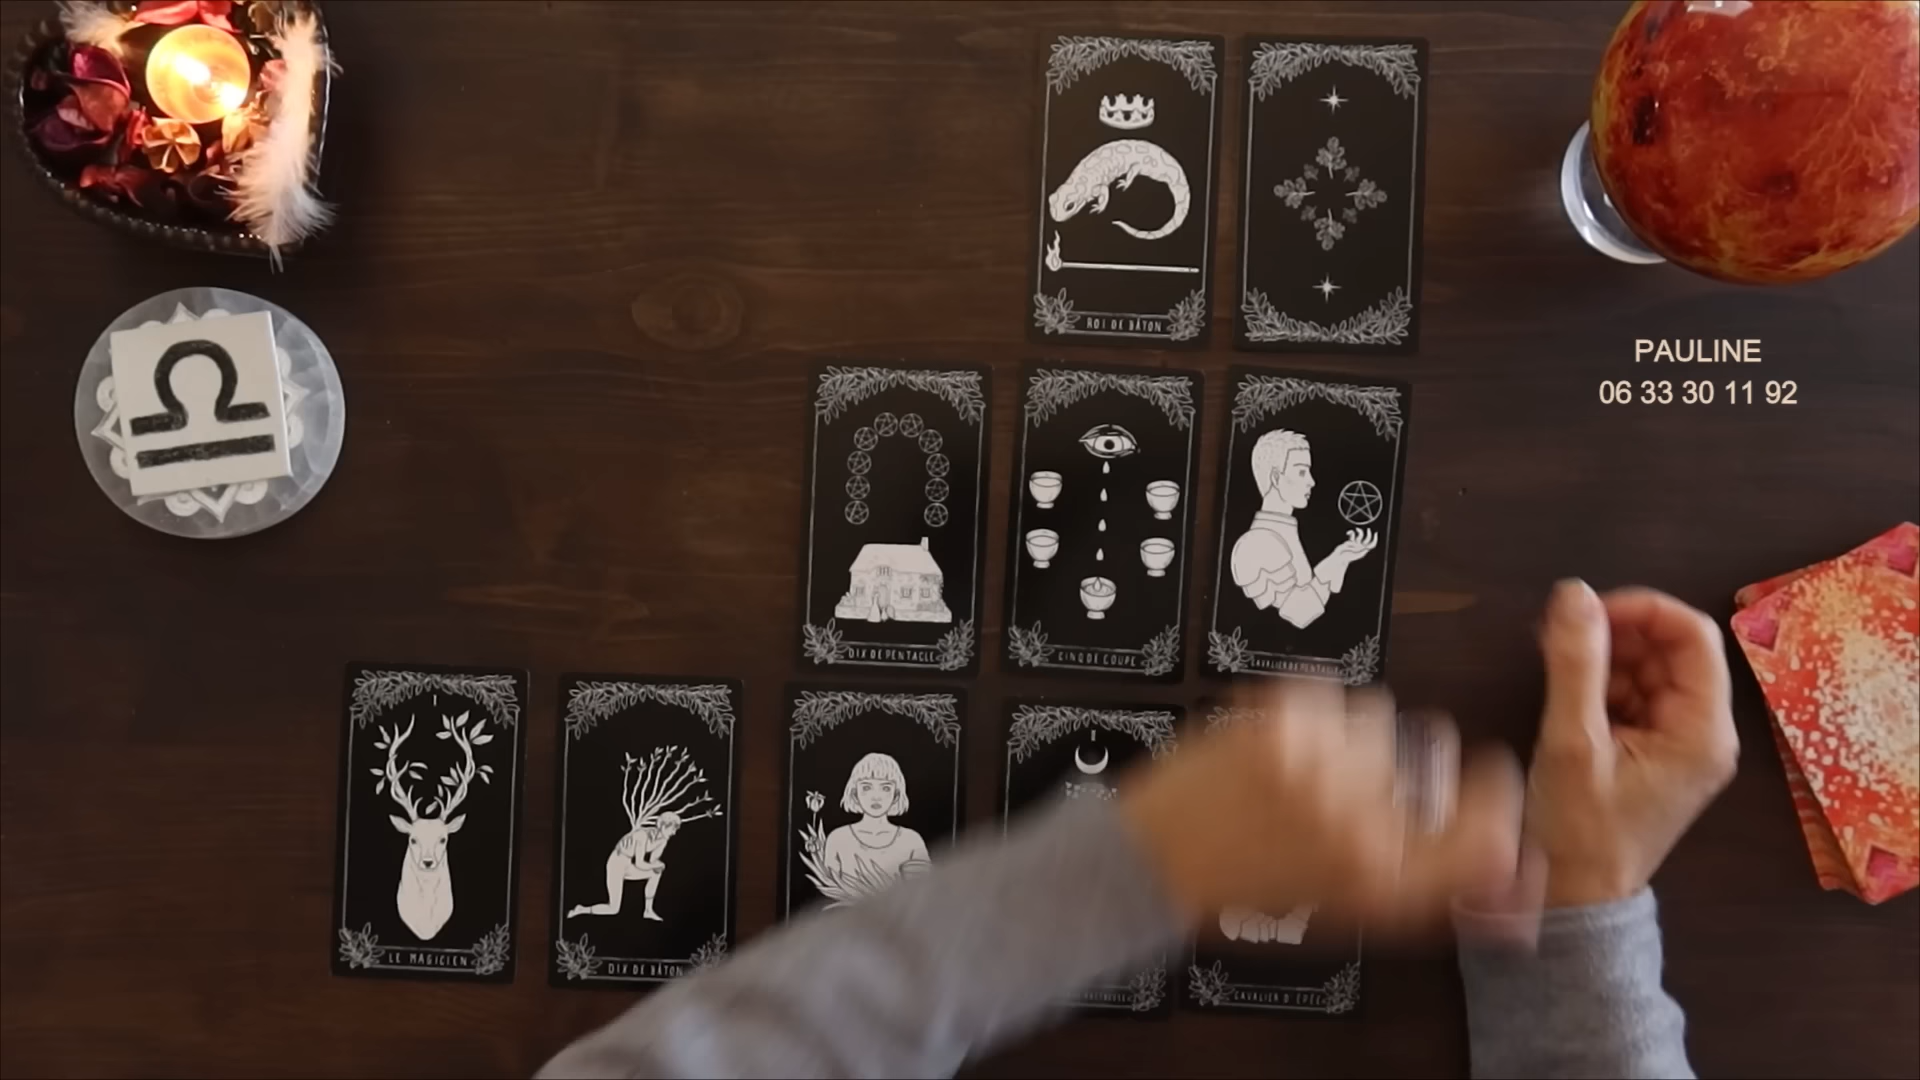 ROI DE BÂTON
PAULINE
06 33 30 11 92
DIX DE PENTACLE
CINQ DE COUPE
CAVALIER DE PENTACLE
I
II
LE MAGICIEN
DIX DE BÂTON
CAVALIER D'ÉPÉE